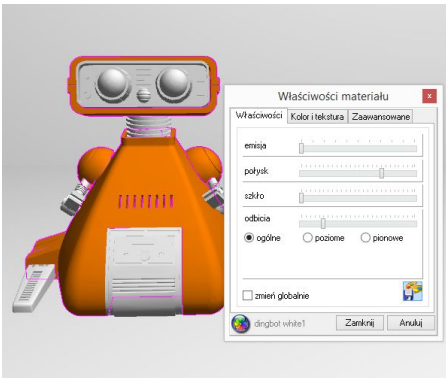 Właściwości materiału
x
Właściwości Kolor i tekstura Zaawansowane
emisja
połysk
szkło
odbicia
ogólne poziome pionowe
zmień globalnie
dingbot white1 Zamknij Anuluj